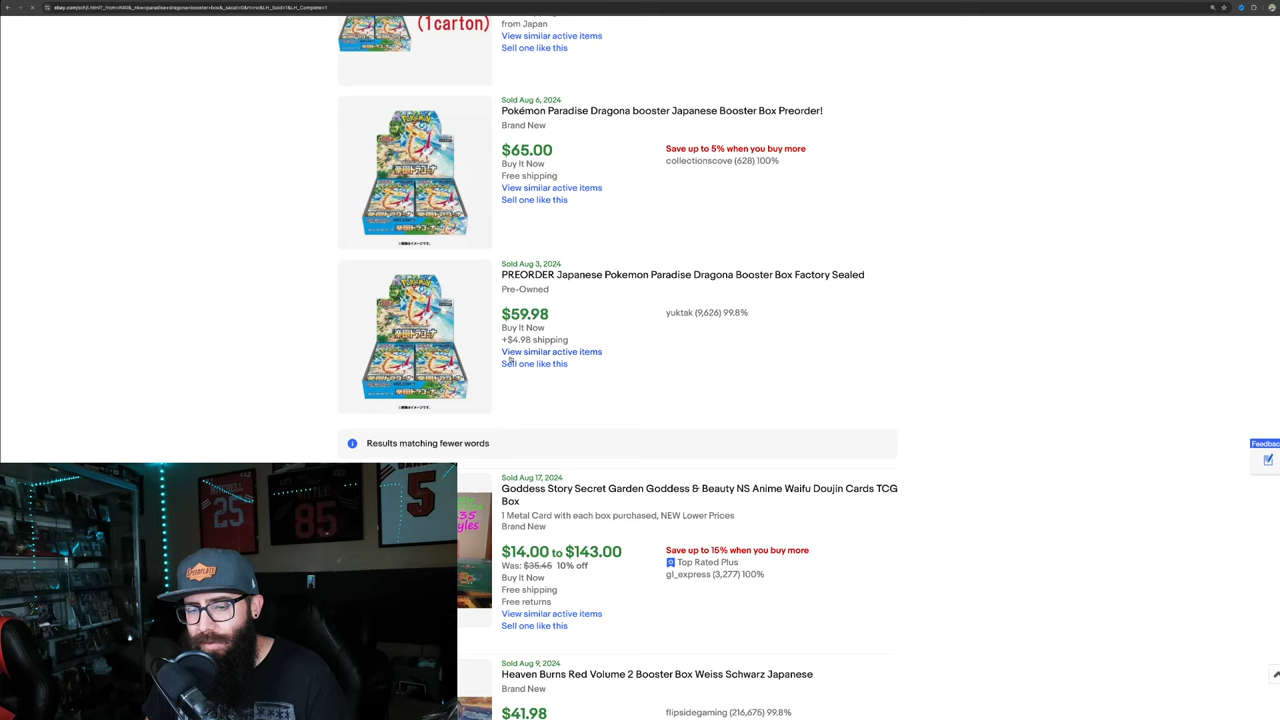 (1carton)
from Japan
View similar active items
Sell one like this
Sold Aug 6, 2024
Pokémon Paradise Dragona booster Japanese Booster Box Preorder!
Brand New
$65.00
Save up to 5% when you buy more
Buy It Now
collectionscove (628) 100%
Free shipping
View similar active items
Sell one like this
Sold Aug 3, 2024
PREORDER Japanese Pokemon Paradise Dragona Booster Box Factory Sealed
Pre-Owned
$59.98
yuktak (9,626) 99.8%
Buy It Now
+$4.98 shipping
View similar active items
Sell one like this
Results matching fewer words
Feedbac
Sold Aug 17, 2024
Goddess Story Secret Garden Goddess & Beauty NS Anime Waifu Doujin Cards TCG
Box
1 Metal Card with each box purchased, NEW Lower Prices
Brand New
$14.00 to $143.00
Save up to 15% when you buy more
Was: $35.45 10% off
Top Rated Plus
Buy It Now
gl_express (3,277) 100%
Free shipping
Free returns
View similar active items
Sell one like this
Sold Aug 9, 2024
Heaven Burns Red Volume 2 Booster Box Weiss Schwarz Japanese
Brand New
$41.98
flipsidegaming (216,675) 99.8%
25
85
5